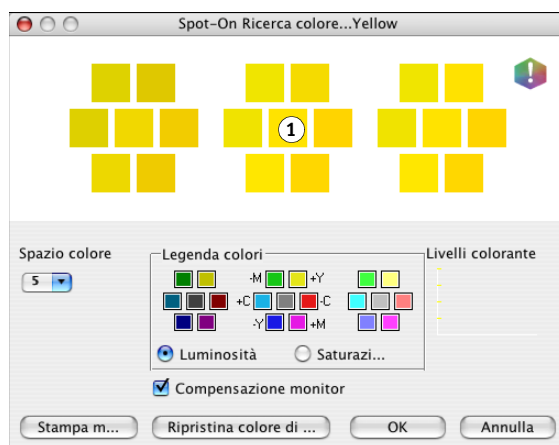 Spot-On Ricerca colore...Yellow
1
Spazio colore
5
Legenda colori
-M +Y
+C -C
-Y +M
Luminosità
Saturazi...
Livelli colorante
Compensazione monitor
Stampa m...
Ripristina colore di ...
OK
Annulla